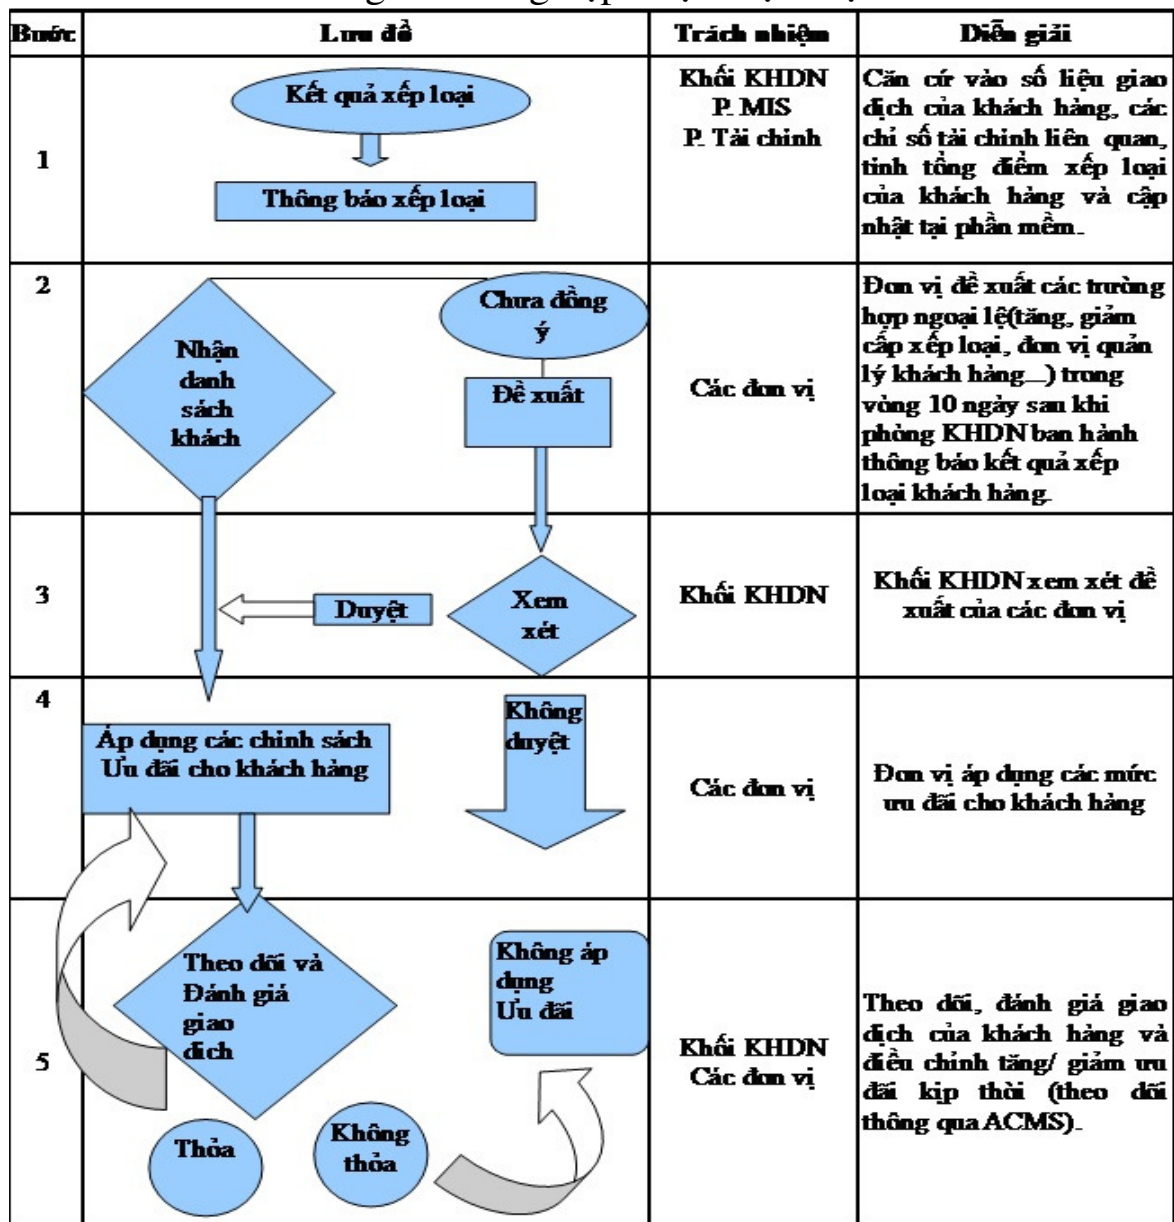 Bước
Lưu đồ
Trách nhiệm
Diễn giải
1
Kết quả xếp loại
Thông báo xếp loại
Khối KHDN
P. MIS
P. Tài chinh
Căn cứ vào số liệu giao
dịch của khách hàng, các
chỉ số tài chinh liên quan,
tinh tổng điểm xếp loại
của khách hàng và cập
nhật tại phần mềm.
2
Nhận
danh
sách
khách
Chưa đồng
ý
Đề xuất
Các đơn vị
Đơn vị đề xuất các trường
hợp ngoại lệ(tăng, giảm
cấp xếp loại, đơn vị quản
lý khách hàng...) trong
vòng 10 ngày sau khi
phòng KHDN ban hành
thông báo kết quả xếp
loại khách hàng.
3
Duyệt
Xem
xét
Khối KHDN
Khối KHDN xem xét đề
xuất của các đơn vị
4
Áp dụng các chinh sách
Ưu đãi cho khách hàng
Không
duyệt
Các đơn vị
Đơn vị áp dụng các mức
ưu đãi cho khách hàng
5
Theo dõi và
Đánh giá
giao
dich
Không áp
dụng
Ưu đãi
Thỏa
Không
thỏa
Khối KHDN
Các đơn vị
Theo dõi, đánh giá giao
dịch của khách hàng và
điều chỉnh tăng/ giảm ưu
đãi kịp thời (theo dõi
thông qua ACMS).